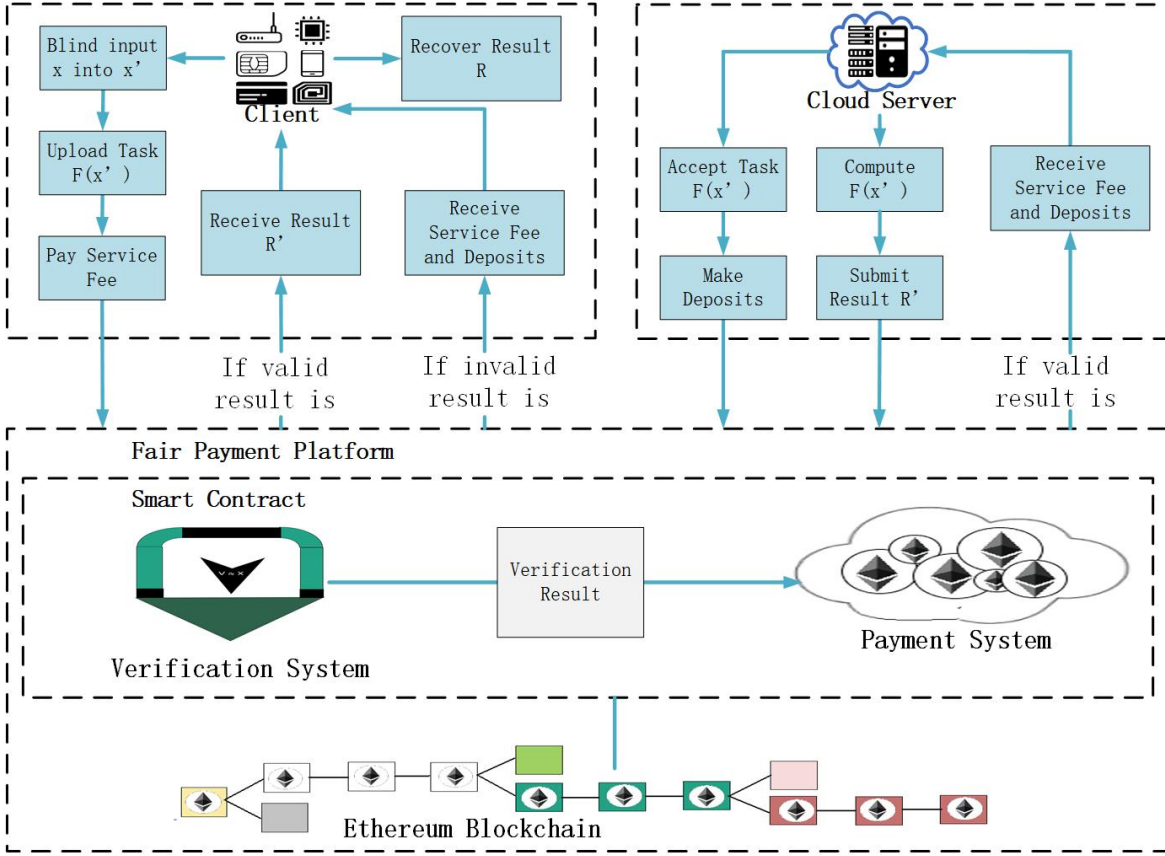 Blind input
x into x’
Client
Recover Result
R
Upload Task
F(x’)
Pay Service
Fee
Receive Result
R’
Receive
Service Fee
and Deposits
Cloud Server
Accept Task
F(x’)
Compute
F(x’)
Receive
Service Fee
and Deposits
Make
Deposits
Submit
Result R’
If valid
result is
If invalid
result is
If valid
result is
Fair Payment Platform
Smart Contract
Verification
Result
Verification System
Payment System
Ethereum Blockchain